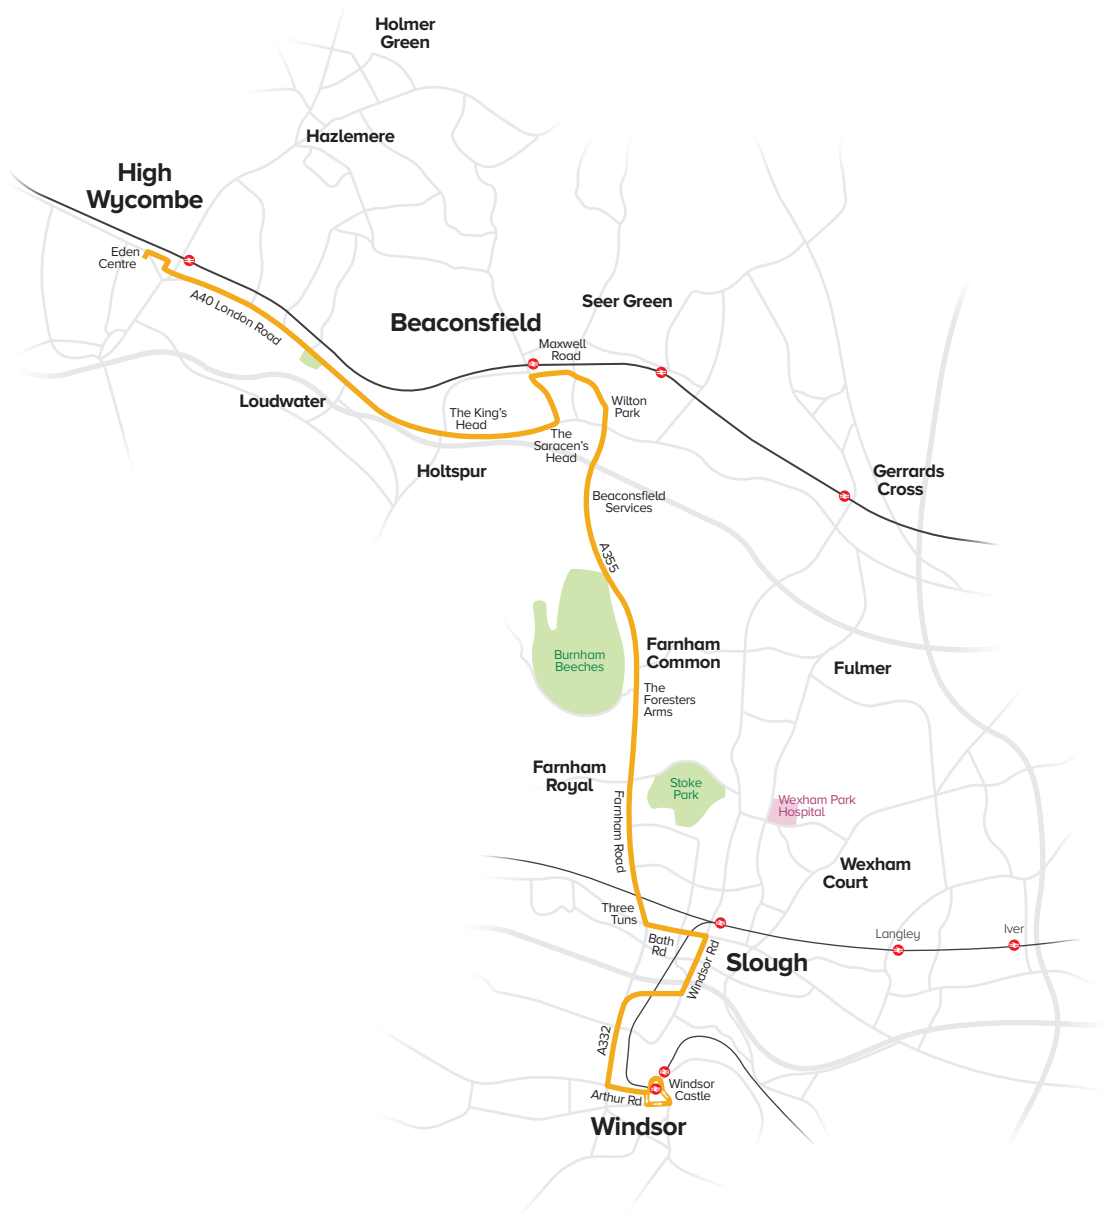 Holmer
Green
Hazlemere
High
Wycombe
Eden
Centre
A40 London Road
Seer Green
Beaconsfield
Maxwell
Road
Loudwater
The King's
Head
Wilton
Park
The
Saracen's
Head
Holtspur
Gerrards
Cross
Beaconsfield
Services
A355
Burnham
Beeches
Farnham
Common
Fulmer
The
Foresters
Arms
Farnham
Royal
Stoke
Park
Wexham Park
Hospital
Farnham Road
Wexham
Court
Three
Tuns
Langley
Iver
Bath
Rd
Windsor Rd
Slough
A332
Windsor
Castle
Arthur Rd
Windsor